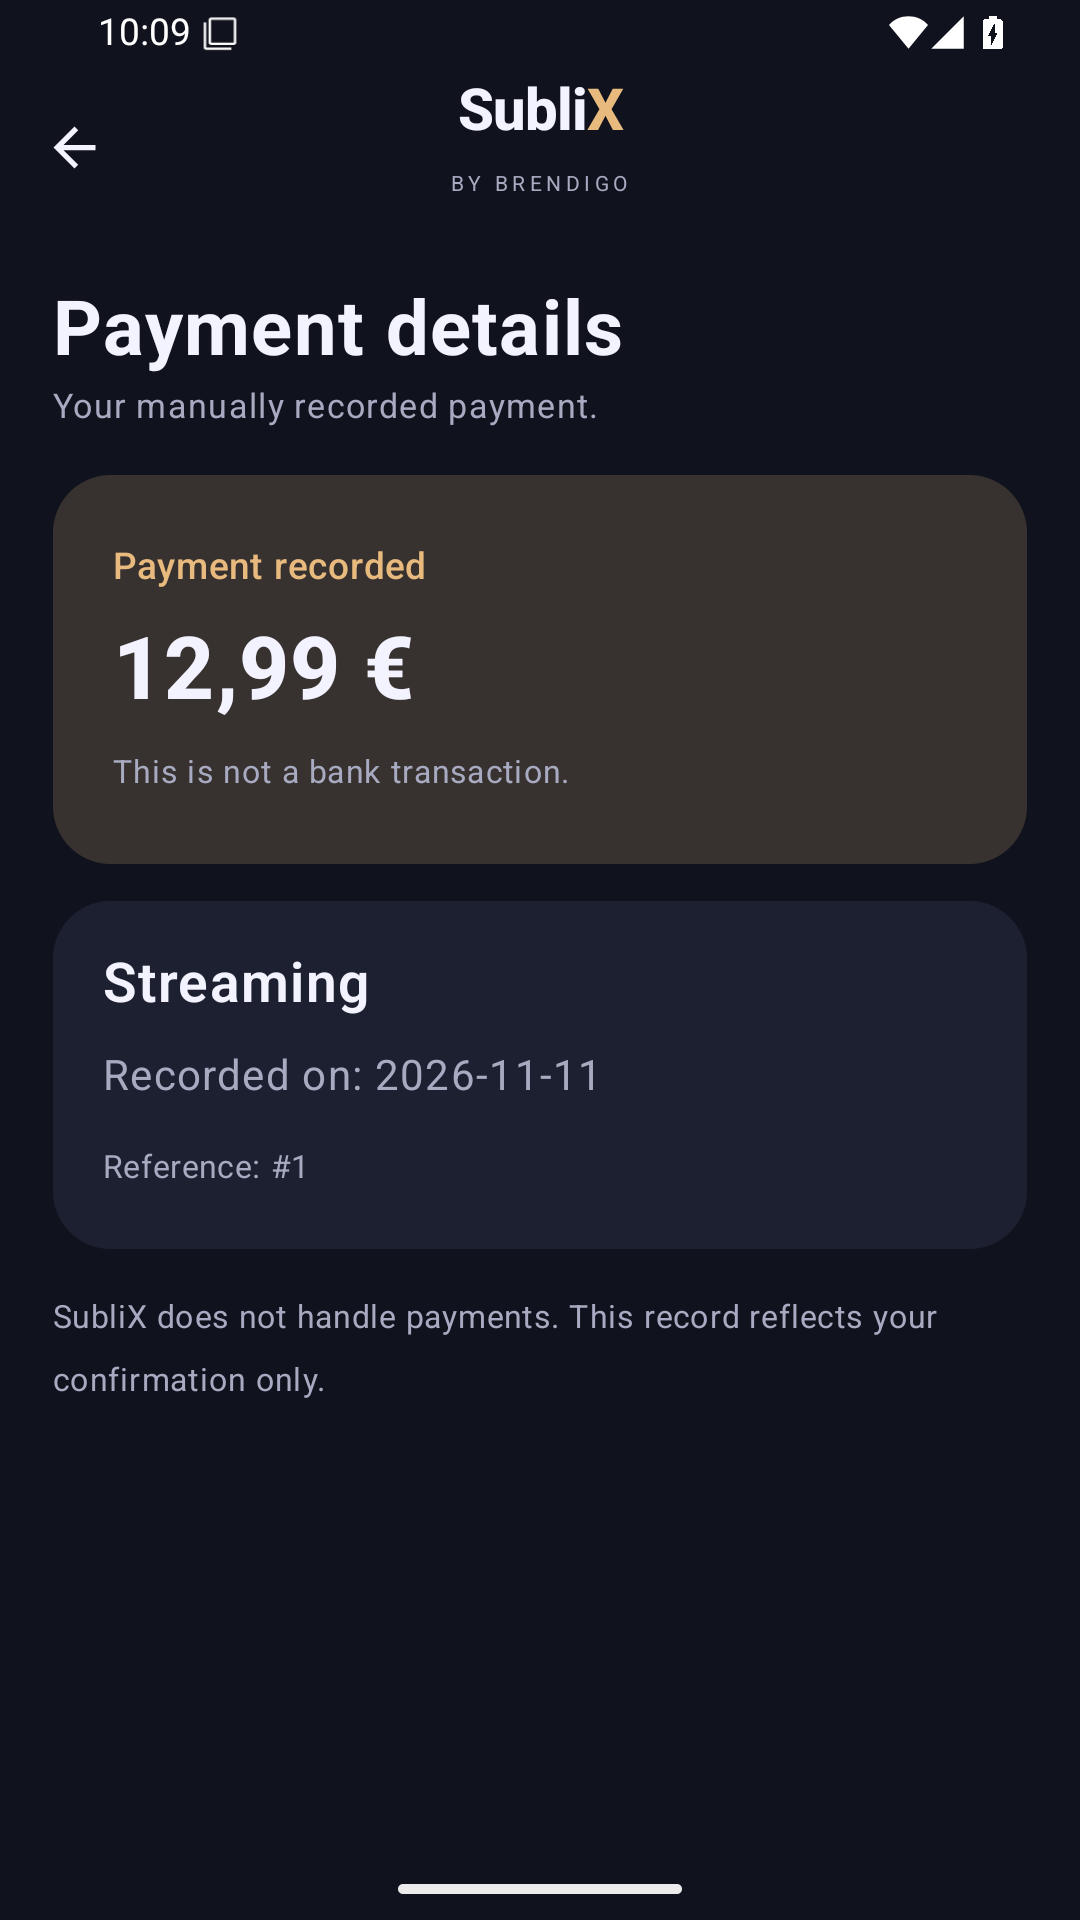 10:09
SubliX
BY BRENDIGO
Payment details
Your manually recorded payment.
Payment recorded
12,99 €
This is not a bank transaction.
Streaming
Recorded on: 2026-11-11
Reference: #1
SubliX does not handle payments. This record reflects your
confirmation only.